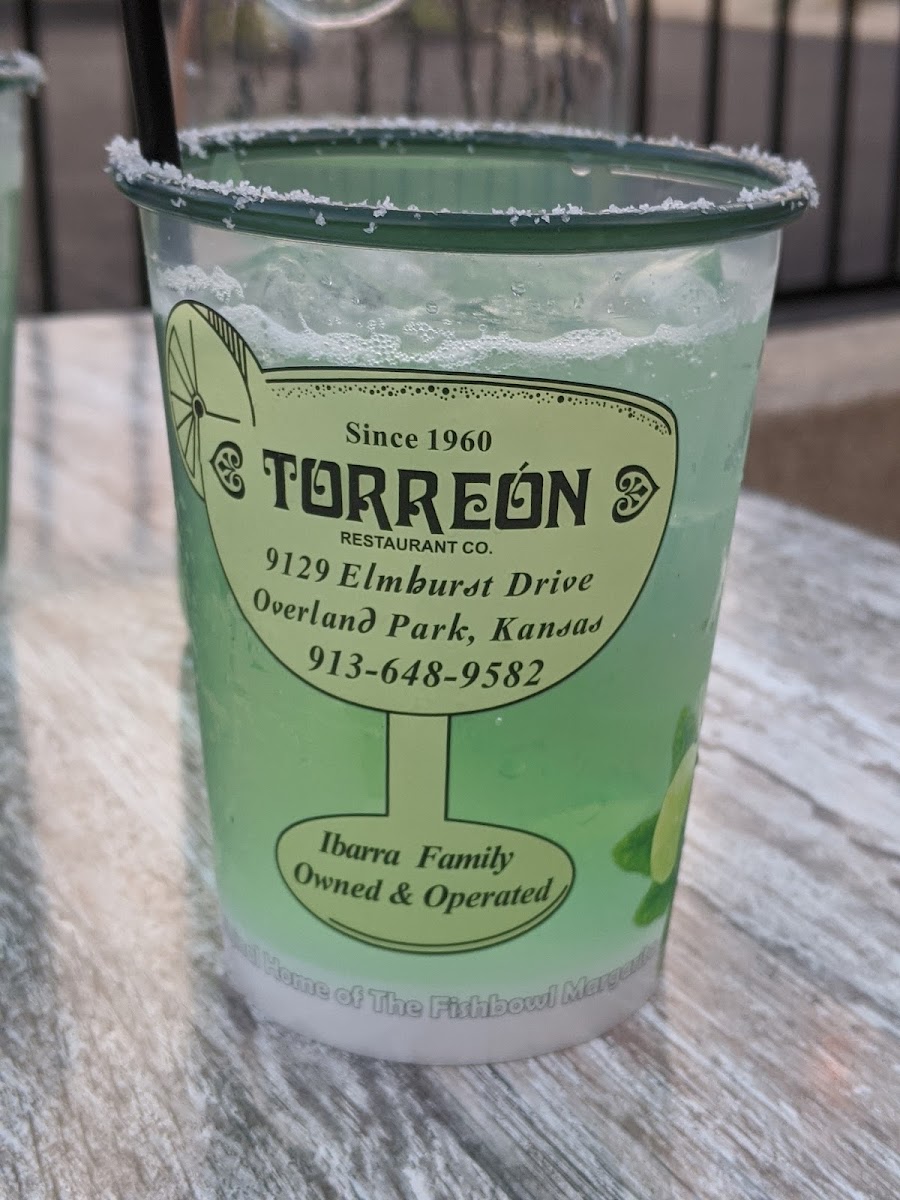 Since 1960
TORREÓN
RESTAURANT CO.
9129 Elmhurst Drive
Overland Park, Kansas
913-648-9582
Ibarra Family
Owned & Operated
Home of The Fishbowl